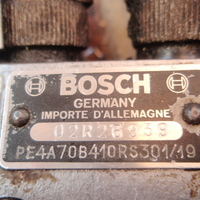 BOSCH
GERMANY
IMPORTE D'ALLEMAGNE
PE4A70B410RS301/19